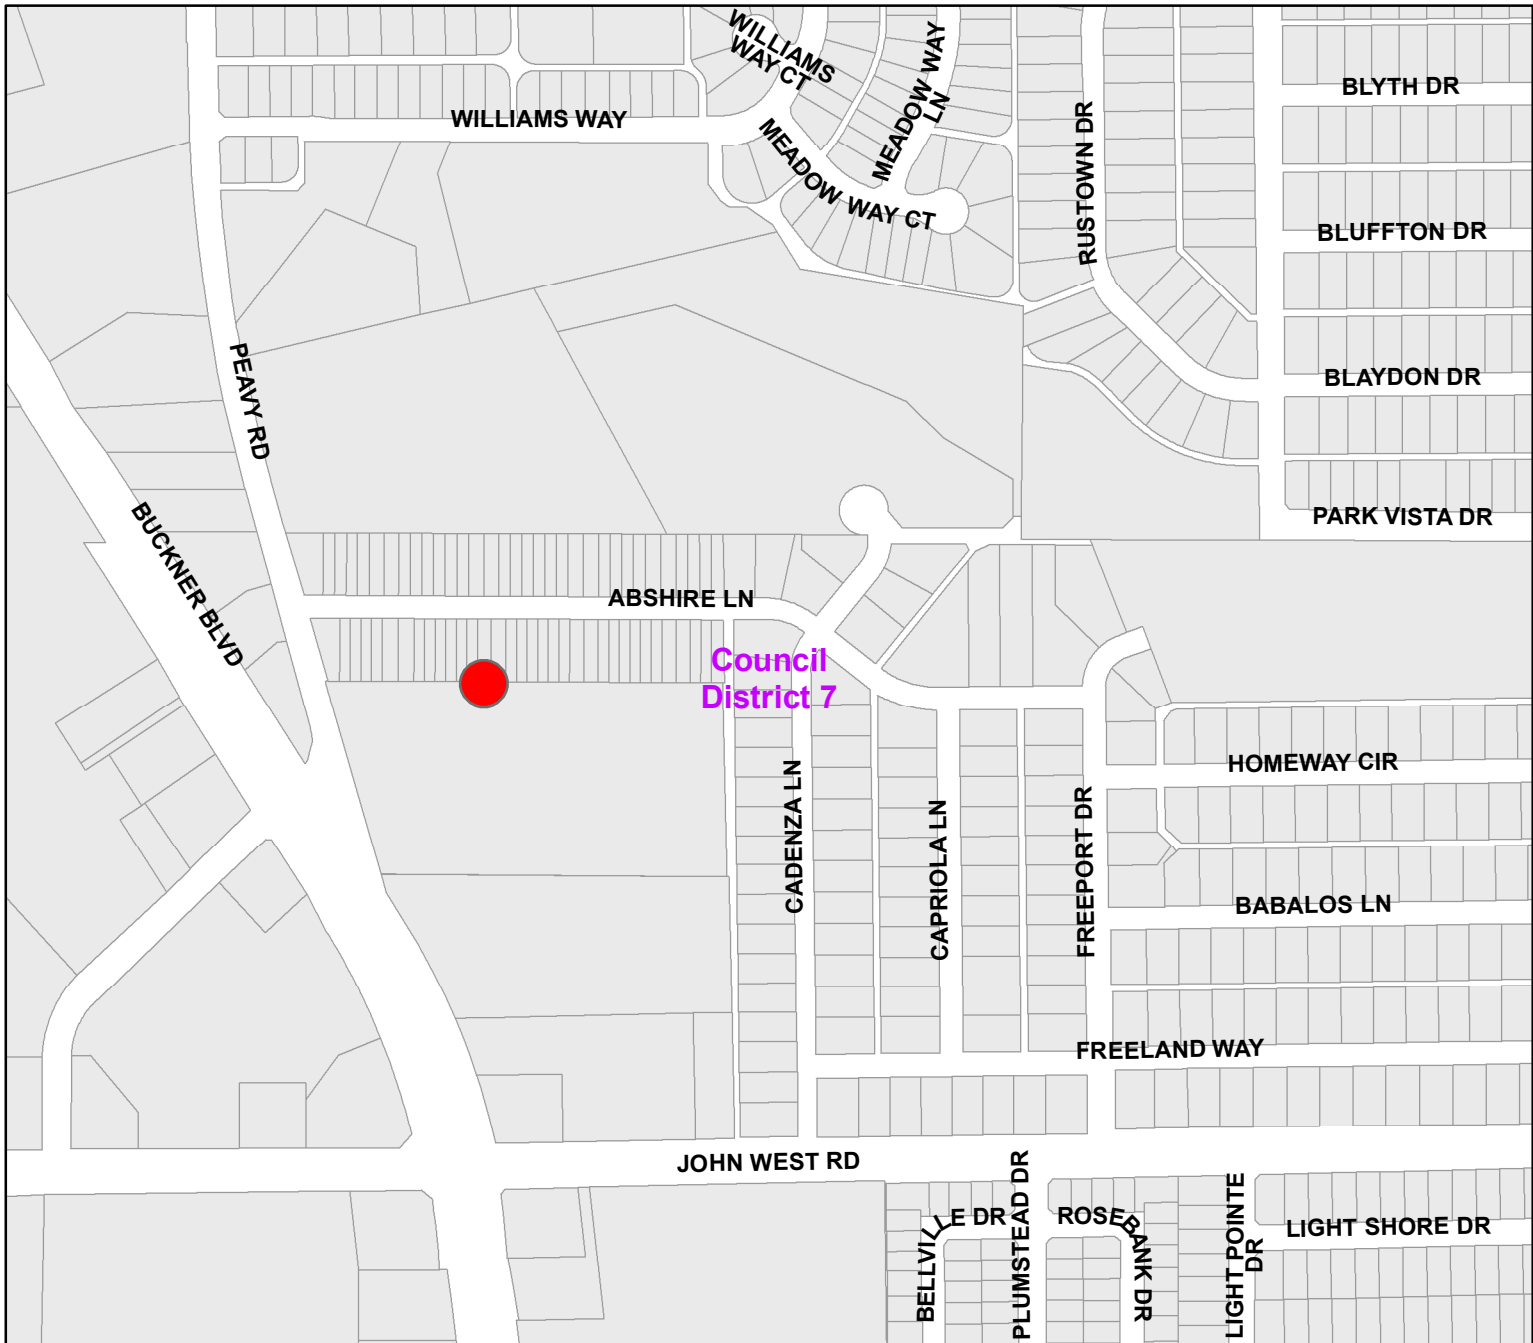 WILLIAMS
WAY CT
MEADOW WAY
LN
BLYTH DR
WILLIAMS WAY
RUSTOWN DR
MEADOW WAY CT
BLUFFTON DR
PEAVY RD
BLAYDON DR
BUCKNER BLVD
PARK VISTA DR
ABSHIRE LN
Council
District 7
HOMEWAY CIR
CADENZA LN
CAPRIOLA LN
FREEPORT DR
BABALOS LN
FREELAND WAY
JOHN WEST RD
BELLVILLE DR
PLUMSTEAD DR
ROSEBANK DR
LIGHT POINTE
DR
LIGHT SHORE DR